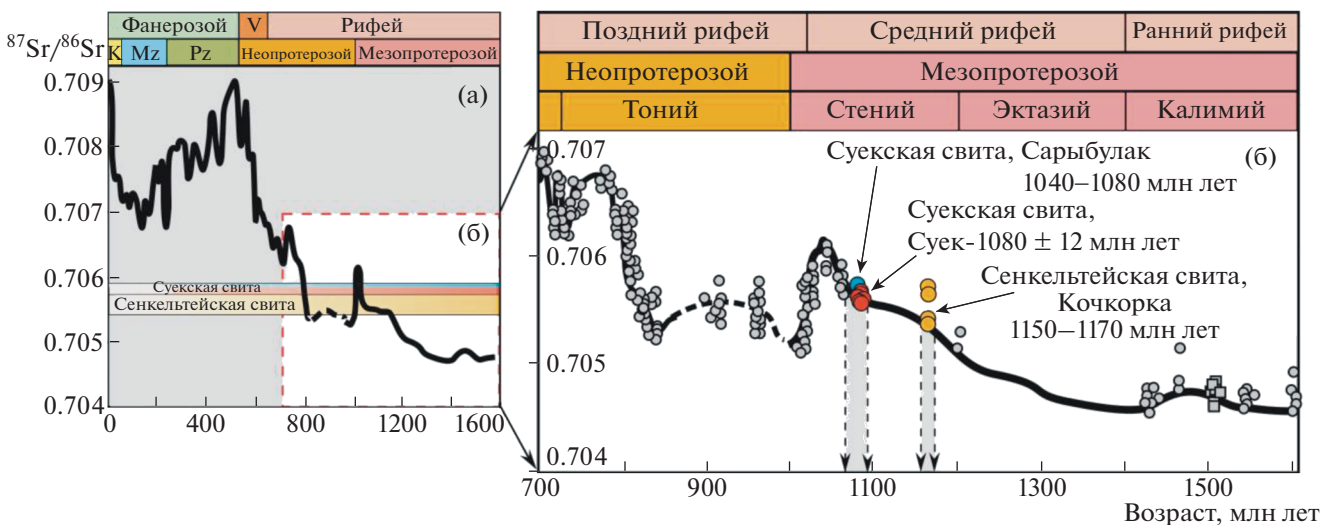 Фанерозой V Рифей
⁸⁷Sr/⁸⁶Sr
K Mz Pz Неопротерозой Мезопротерозой
0.709
(а)
0.708
0.707
(б)
0.706
Суекская свита
Сенкельтейская свита
0.705
0.704
0 400 800 1200 1600
Поздний рифей Средний рифей Ранний рифей
Неопротерозой Мезопротерозой
Тоний Стений Эктазий Калимий
0.707
Суекская свита, Сарыбулак
1040–1080 млн лет
(б)
Суекская свита,
Суек-1080 ± 12 млн лет
0.706
Сенкельтейская свита,
Кочкорка
1150–1170 млн лет
0.705
0.704
700 900 1100 1300 1500
Возраст, млн лет